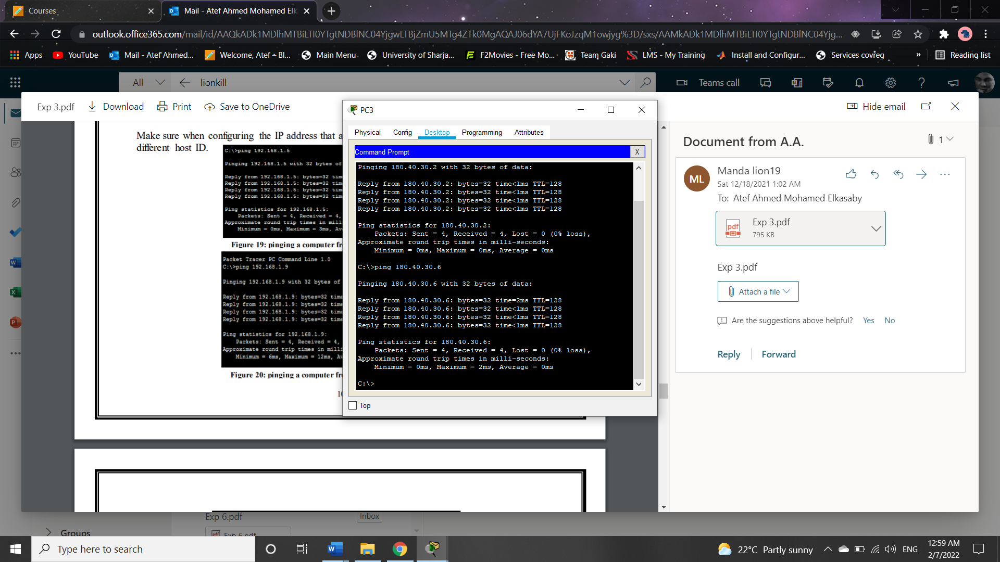 Courses
Mail - Atef Ahmed Mohamed Elk
outlook.office365.com/mail/id/AAQkADk1MDlhMTBiLTI0YTgtNDBlNC04YjgwLTBjZmU5MTg4ZTk0MgAQAJ06dYA7UjFKoJzqM1owjyg%3D/sxs/AAMkADk1MDlhMTBiLTI0YTgtNDBlNC04Yjg...
Apps YouTube Mail - Atef Ahmed... Welcome, Atef – Bl... Main Menu University of Sharja... F2Movies - Free Mo... Team Gaki LMS - My Training Install and Configur... Services covreg » Reading list
All lionkill Teams call
Exp 3.pdf Download Print Save to OneDrive Hide email
Make sure when configuring the IP address that a
different host ID.
C:\>ping 192.168.1.5
Pinging 192.168.1.5 with 32 bytes of
Reply from 192.168.1.5: bytes=32 tim
Reply from 192.168.1.5: bytes=32 tim
Reply from 192.168.1.5: bytes=32 tim
Reply from 192.168.1.5: bytes=32 tim
Ping statistics for 192.168.1.5:
Packets: Sent = 4, Received = 4,
Approximate round trip times in mill
Minimum = 0ms, Maximum = 3ms, Av
Figure 19: pinging a computer fr
Packet Tracer PC Command Line 1.0
C:\>ping 192.168.1.9
Pinging 192.168.1.9 with 32 bytes of
Reply from 192.168.1.9: bytes=32 time
Reply from 192.168.1.9: bytes=32 time
Reply from 192.168.1.9: bytes=32 time
Reply from 192.168.1.9: bytes=32 time
Ping statistics for 192.168.1.9:
Packets: Sent = 4, Received = 4,
Approximate round trip times in milli
Minimum = 6ms, Maximum = 12ms, Av
Figure 20: pinging a computer fr
PC3
Physical Config Desktop Programming Attributes
Command Prompt X
Pinging 180.40.30.2 with 32 bytes of data:
Reply from 180.40.30.2: bytes=32 time<1ms TTL=128
Reply from 180.40.30.2: bytes=32 time<1ms TTL=128
Reply from 180.40.30.2: bytes=32 time<1ms TTL=128
Reply from 180.40.30.2: bytes=32 time<1ms TTL=128
Ping statistics for 180.40.30.2:
Packets: Sent = 4, Received = 4, Lost = 0 (0% loss),
Approximate round trip times in milli-seconds:
Minimum = 0ms, Maximum = 0ms, Average = 0ms
C:\>ping 180.40.30.6
Pinging 180.40.30.6 with 32 bytes of data:
Reply from 180.40.30.6: bytes=32 time=2ms TTL=128
Reply from 180.40.30.6: bytes=32 time<1ms TTL=128
Reply from 180.40.30.6: bytes=32 time<1ms TTL=128
Reply from 180.40.30.6: bytes=32 time<1ms TTL=128
Ping statistics for 180.40.30.6:
Packets: Sent = 4, Received = 4, Lost = 0 (0% loss),
Approximate round trip times in milli-seconds:
Minimum = 0ms, Maximum = 2ms, Average = 0ms
C:\>
Top
Document from A.A.
1
ML
Manda lion19
Sat 12/18/2021 1:02 AM
To: Atef Ahmed Mohamed Elkasaby
pdf
Exp 3.pdf
795 KB
Exp 3.pdf
Attach a file
Are the suggestions above helpful? Yes No
Reply Forward
Exp 6.pdf Inbox
Groups
Exp 6.pdf
Type here to search
22°C Partly sunny ENG
12:59 AM
2/7/2022